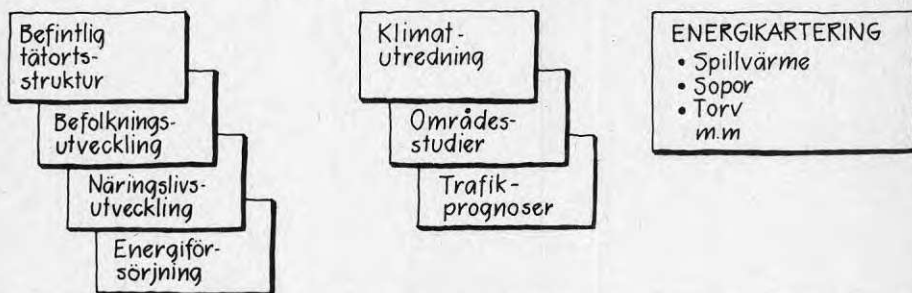 Befintlig
tätorts-
struktur
Befolknings-
utveckling
Näringslivs-
utveckling
Energiför-
sörjning
Klimat-
utredning
Områdes-
studier
Trafik-
prognoser
ENERGIKARTERING
• Spillvärme
• Sopor
• Torv
m.m